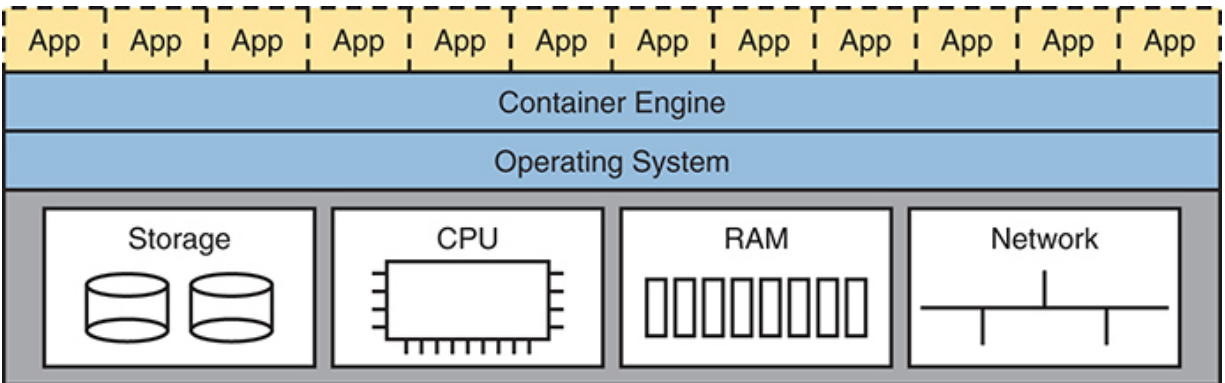 App App App App App App App App App App App App
Container Engine
Operating System
Storage CPU RAM Network